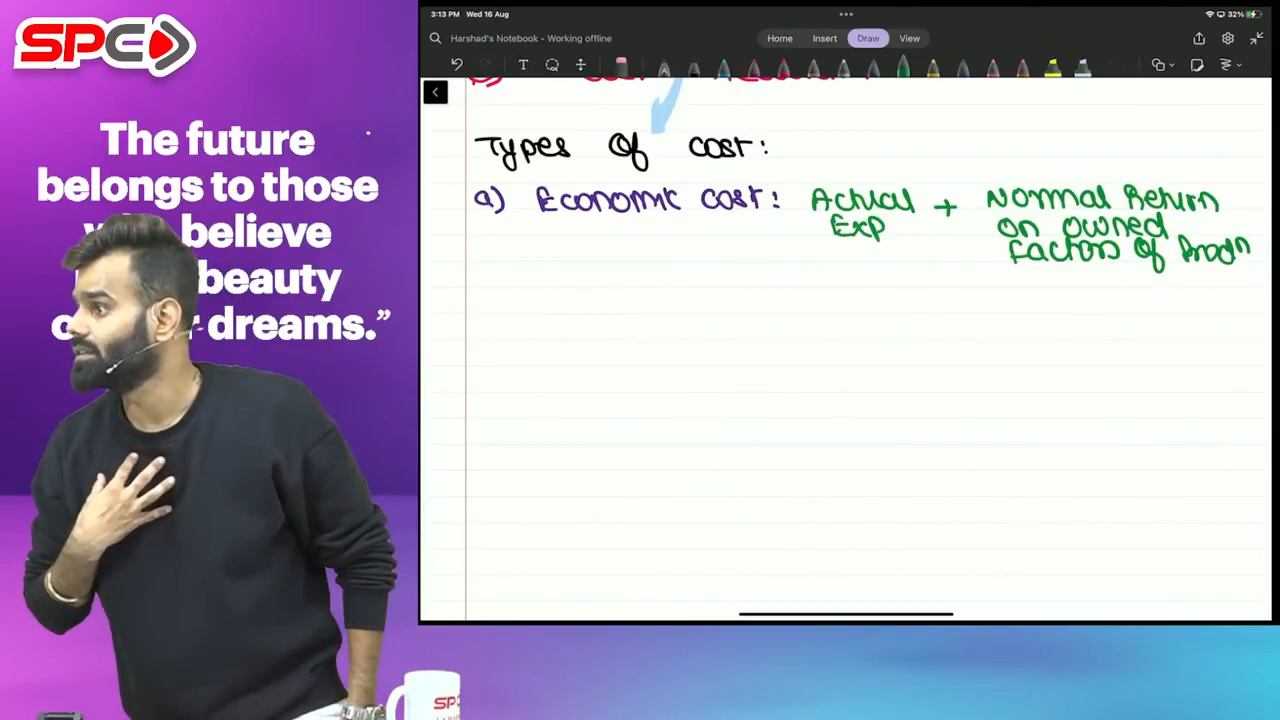 SPC
The future
belongs to those
believe
beauty
dreams.”
3:13 PM Wed 16 Aug
32%
Harshad's Notebook - Working offline
Home Insert Draw View
Types Of Cost:
a) Economic cost: Actual Exp + Normal Return on owned Factors of Prodn
SPC